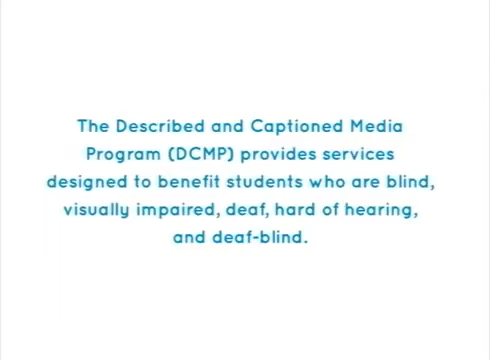 The Described and Captioned Media
Program (DCMP) provides services
designed to benefit students who are blind,
visually impaired, deaf, hard of hearing,
and deaf-blind.